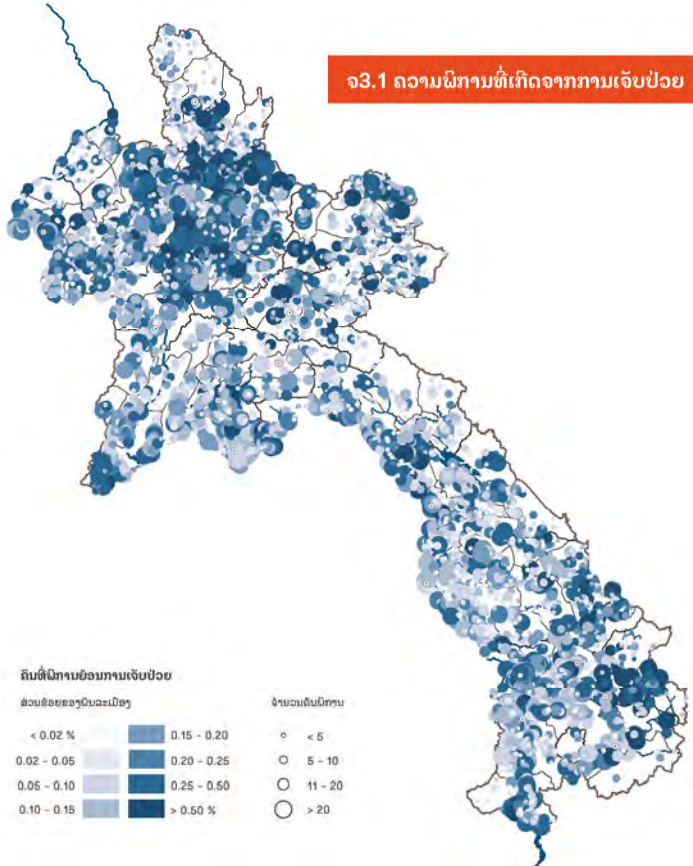 ຈ3.1 ຄວາມພິການທີ່ເກີດຈາກການເຈັບປ່ວຍ
ຄົນທີ່ພິການຍ້ອນການເຈັບປ່ວຍ
ສ່ວນຮ້ອຍຂອງພົນລະເມືອງ
ຈຳນວນຄົນພິການ
< 0.02 %
0.15 - 0.20
< 5
0.02 - 0.05
0.20 - 0.25
5 - 10
0.05 - 0.10
0.25 - 0.50
11 - 20
0.10 - 0.15
> 0.50 %
> 20